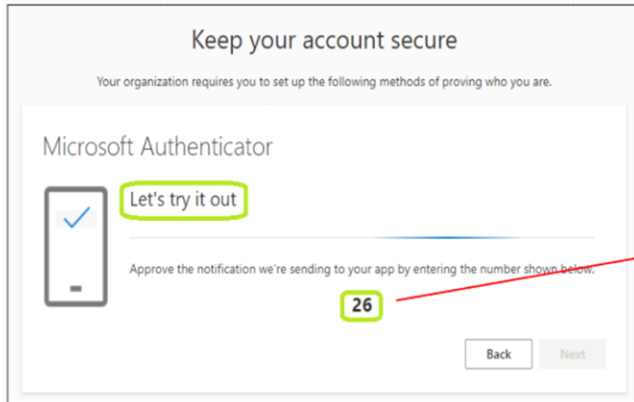 Keep your account secure
Your organization requires you to set up the following methods of proving who you are.
Microsoft Authenticator
Let's try it out
Approve the notification we're sending to your app by entering the number shown below.
26
Back Next